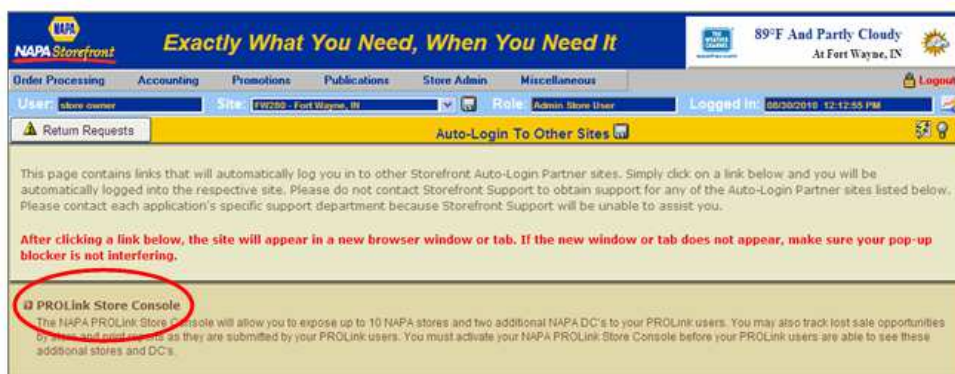 NAPA
NAPA Storefront
Exactly What You Need, When You Need It
THE WEATHER CHANNEL
89°F And Partly Cloudy
At Fort Wayne, IN
Order Processing Accounting Promotions Publications Store Admin Miscellaneous Logout
User: store owner Site: FW280 - Fort Wayne, IN Role: Admin Store User Logged In: 08/30/2010 12:12:55 PM
Return Requests Auto-Login To Other Sites
This page contains links that will automatically log you in to other Storefront Auto-Login Partner sites. Simply click on a link below and you will be
automatically logged into the respective site. Please do not contact Storefront Support to obtain support for any of the Auto-Login Partner sites listed below.
Please contact each application's specific support department because Storefront Support will be unable to
assist you.
After clicking a link below, the site will appear in a new browser window or tab. If the new window or tab does not appear, make sure your pop-up
blocker is not interfering.
PROLink Store Console
The NAPA PROLink Store Console will allow you to expose up to 10 NAPA stores and two additional NAPA DC's to your PROLink users. You may also track lost sale opportunities
by store and print reports as they are submitted by your PROLink users. You must activate your NAPA PROLink Store Console before your PROLink users are able to see these
additional stores and DC's.